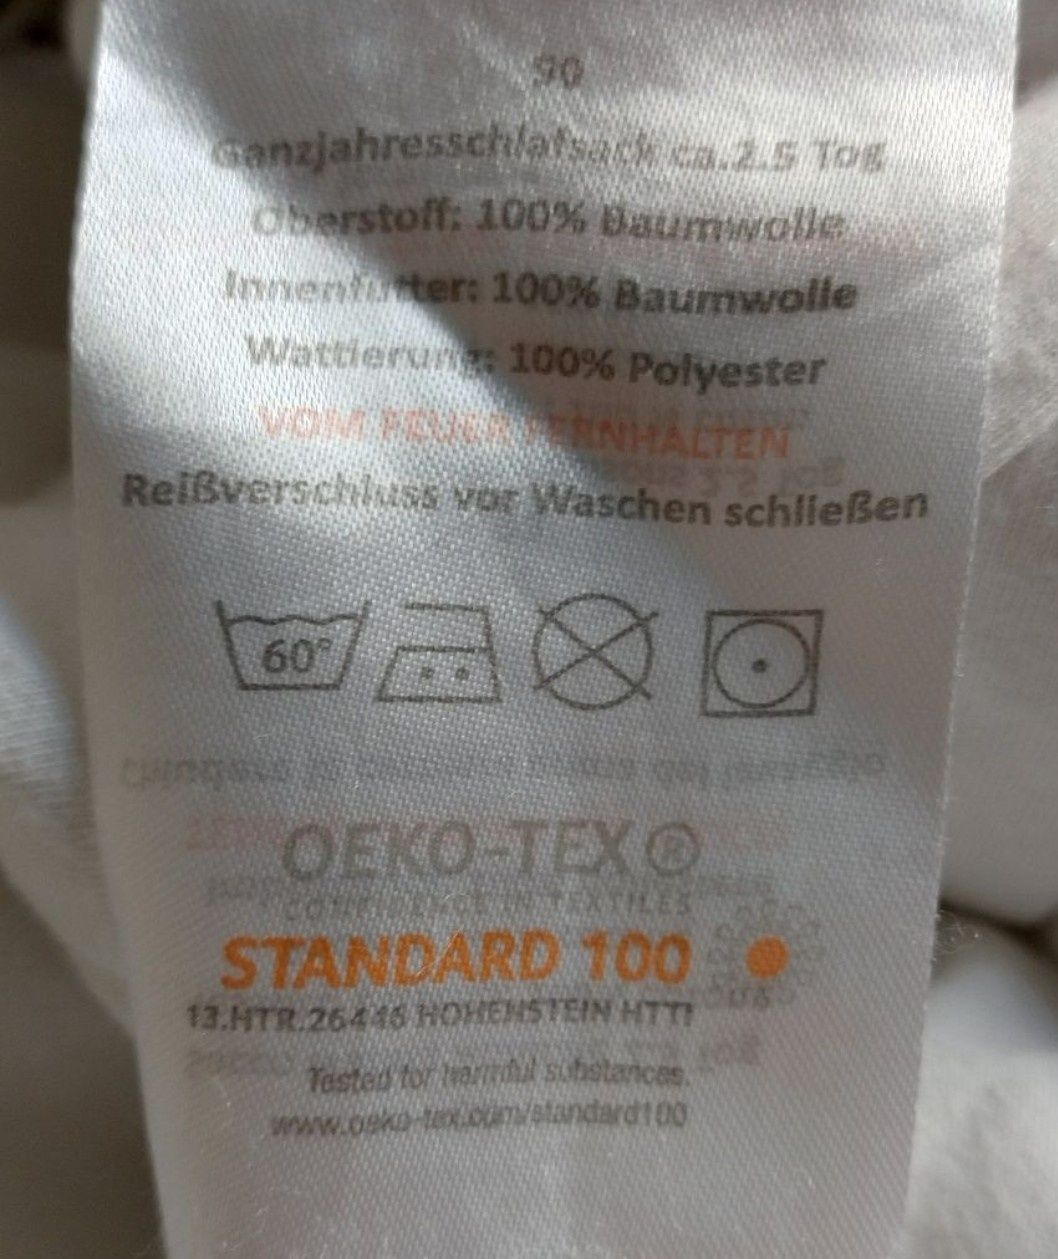 90
Ganzjahresschlafsack ca.2.5 Tog
Oberstoff: 100% Baumwolle
Innenfutter: 100% Baumwolle
Wattierung: 100% Polyester
VOM FEUER FERNHALTEN
Reißverschluss vor Waschen schließen
60°
OEKO-TEX®
CONFIDENCE IN TEXTILES
STANDARD 100
13.HTR.26446 HOHENSTEIN HTTI
Tested for harmful substances.
www.oeko-tex.com/standard100